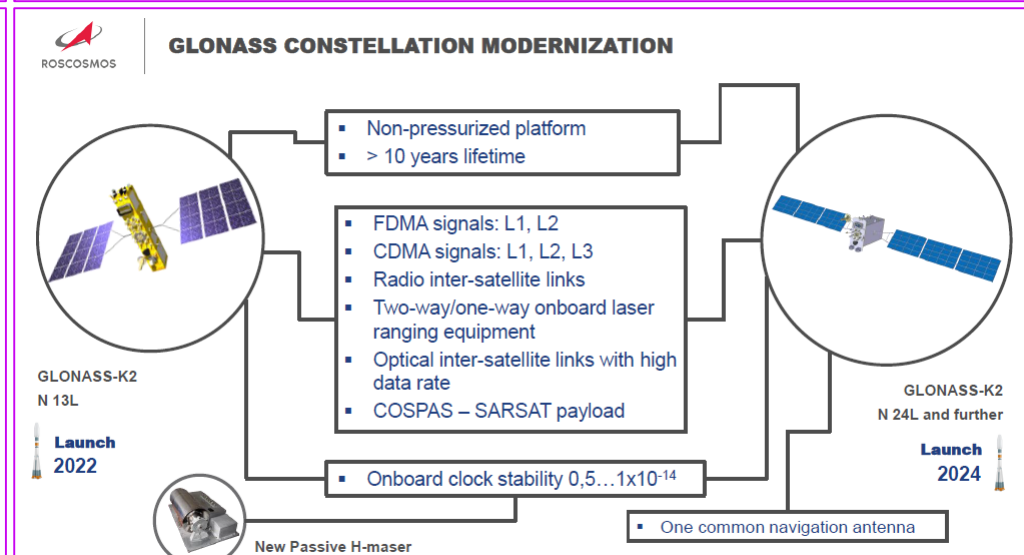 ROSCOSMOS
GLONASS CONSTELLATION MODERNIZATION
▪ Non-pressurized platform
▪ > 10 years lifetime
▪ FDMA signals: L1, L2
▪ CDMA signals: L1, L2, L3
▪ Radio inter-satellite links
▪ Two-way/one-way onboard laser
ranging equipment
▪ Optical inter-satellite links with high
data rate
▪ COSPAS – SARSAT payload
GLONASS-K2
N 13L
Launch
2022
GLONASS-K2
N 24L and further
Launch
2024
▪ Onboard clock stability 0,5…1x10⁻¹⁴
▪ One common navigation antenna
New Passive H-maser